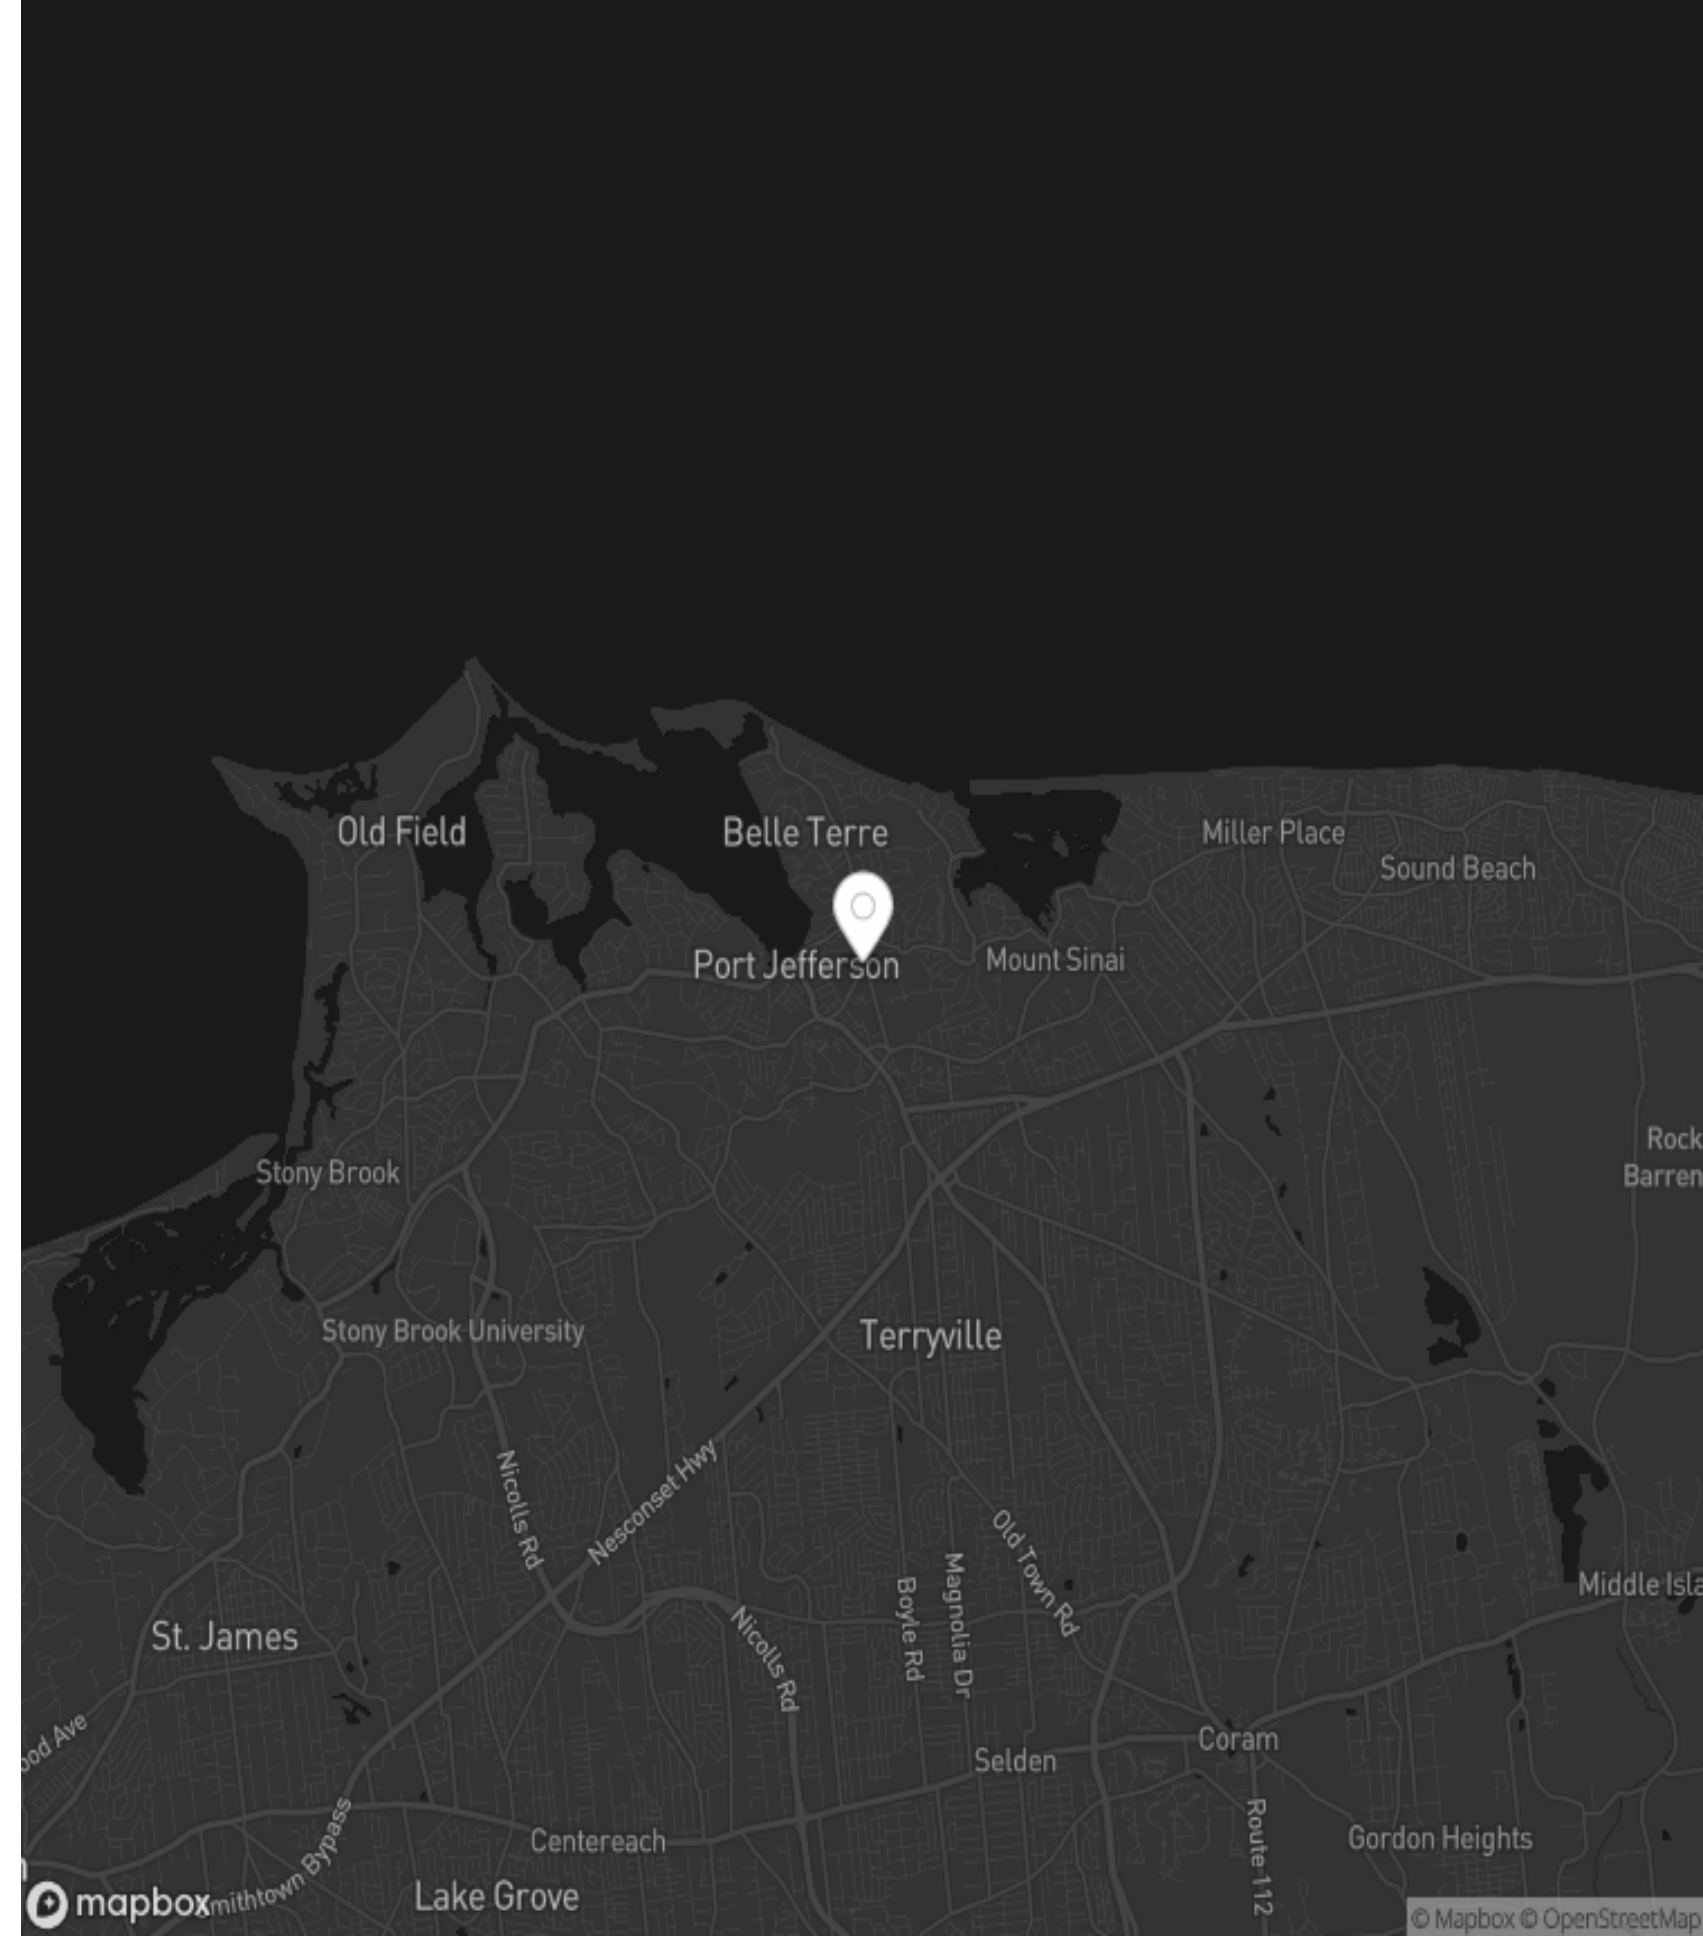 Old Field
Belle Terre
Miller Place
Sound Beach
Port Jefferson
Mount Sinai
Rock
Barren
Stony Brook
Stony Brook University
Terryville
Nicolls Rd
Nesconset Hwy
Old Town Rd
Magnolia Dr
Boyle Rd
Middle Isla
Nicolls Rd
St. James
ood Ave
Selden
Coram
Route 112
Centereach
Gordon Heights
mithtown Bypass
Lake Grove
mapbox
© Mapbox © OpenStreetMap